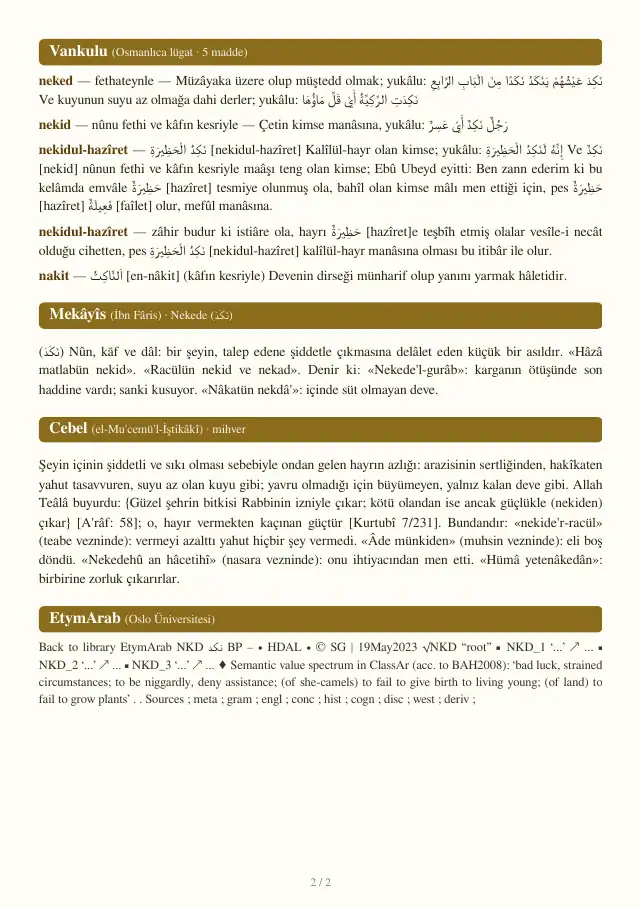 Vankulu (Osmanlıca lügat · 5 madde)
neked — fethateynle — Müzâyaka üzere olup müştedd olmak; yukâlu: نَكِدَ عَيْشُهُمْ يَنْكَدُ نَكَدًا مِنَ الْبَابِ الرَّابِعِ
Ve kuyunun suyu az olmağa dahi derler; yukâlu: نَكِدَتِ الرَّكِيَّةُ أَيْ قَلَّ مَاؤُهَا
nekid — nûnu fethi ve kâfın kesriyle — Çetin kimse manâsına, yukâlu: رَجُلٌ نَكِدٌ أَيْ عَسِرٌ
nekidul-hazîret — نَكِدُ الْحَظِيرَةِ [nekidul-hazîret] Kalîlül-hayr olan kimse; yukâlu: إِنَّهُ لَنَكِدُ الْحَظِيرَةِ Ve نَكِدٌ
[nekid] nûnun fethi ve kâfın kesriyle maâşı teng olan kimse; Ebû Ubeyd eyitti: Ben zann ederim ki bu
kelâmda emvâle حَظِيرَةٌ [hazîret] tesmiye olunmuş ola, bahîl olan kimse mâlı men ettiği için, pes حَظِيرَةٌ
[hazîret] فَعِيلَةٌ [faîlet] olur, mefûl manâsına.
nekidul-hazîret — zâhir budur ki istiâre ola, hayrı حَظِيرَةٌ [hazîret]e teşbîh etmiş olalar vesîle-i necât
olduğu cihetten, pes نَكِدُ الْحَظِيرَةِ [nekidul-hazîret] kalîlül-hayr manâsına olması bu itibâr ile olur.
nakit — اَلنَّاكِتُ [en-nâkit] (kâfın kesriyle) Devenin dirseği münharif olup yanını yarmak hâletidir.
Mekâyîs (İbn Fâris) · Nekede (نَكَدَ)
(نَكَدَ) Nûn, kāf ve dâl: bir şeyin, talep edene şiddetle çıkmasına delâlet eden küçük bir asıldır. «Hâzâ
matlabün nekid». «Racülün nekid ve nekad». Denir ki: «Nekede'l-gurâb»: karganın ötüşünde son
haddine vardı; sanki kusuyor. «Nâkatün nekdâ'»: içinde süt olmayan deve.
Cebel (el-Mu'cemü'l-İştikâkî) · mihver
Şeyin içinin şiddetli ve sıkı olması sebebiyle ondan gelen hayrın azlığı: arazisinin sertliğinden, hakîkaten
yahut tasavvuren, suyu az olan kuyu gibi; yavru olmadığı için büyümeyen, yalnız kalan deve gibi. Allah
Teâlâ buyurdu: {Güzel şehrin bitkisi Rabbinin izniyle çıkar; kötü olandan ise ancak güçlükle (nekiden)
çıkar} [A'râf: 58]; o, hayır vermekten kaçınan güçtür [Kurtubî 7/231]. Bundandır: «nekide'r-racül»
(teabe vezninde): vermeyi azalttı yahut hiçbir şey vermedi. «Âde münkiden» (muhsin vezninde): eli boş
döndü. «Nekedehû an hâcetihî» (nasara vezninde): onu ihtiyacından men etti. «Hümâ yetenâkedân»:
birbirine zorluk çıkarırlar.
EtymArab (Oslo Üniversitesi)
Back to library EtymArab NKD نكد BP – • HDAL • © SG | 19May2023 √NKD “root” ▪ NKD_1 ‘...’ ↗ ... ▪
NKD_2 ‘...’ ↗ ... ▪ NKD_3 ‘...’ ↗ ... ♦ Semantic value spectrum in ClassAr (acc. to BAH2008): ‘bad luck, strained
circumstances; to be niggardly, deny assistance; (of she-camels) to fail to give birth to living young; (of land) to
fail to grow plants’ . . Sources ; meta ; gram ; engl ; conc ; hist ; cogn ; disc ; west ; deriv ;
2 / 2